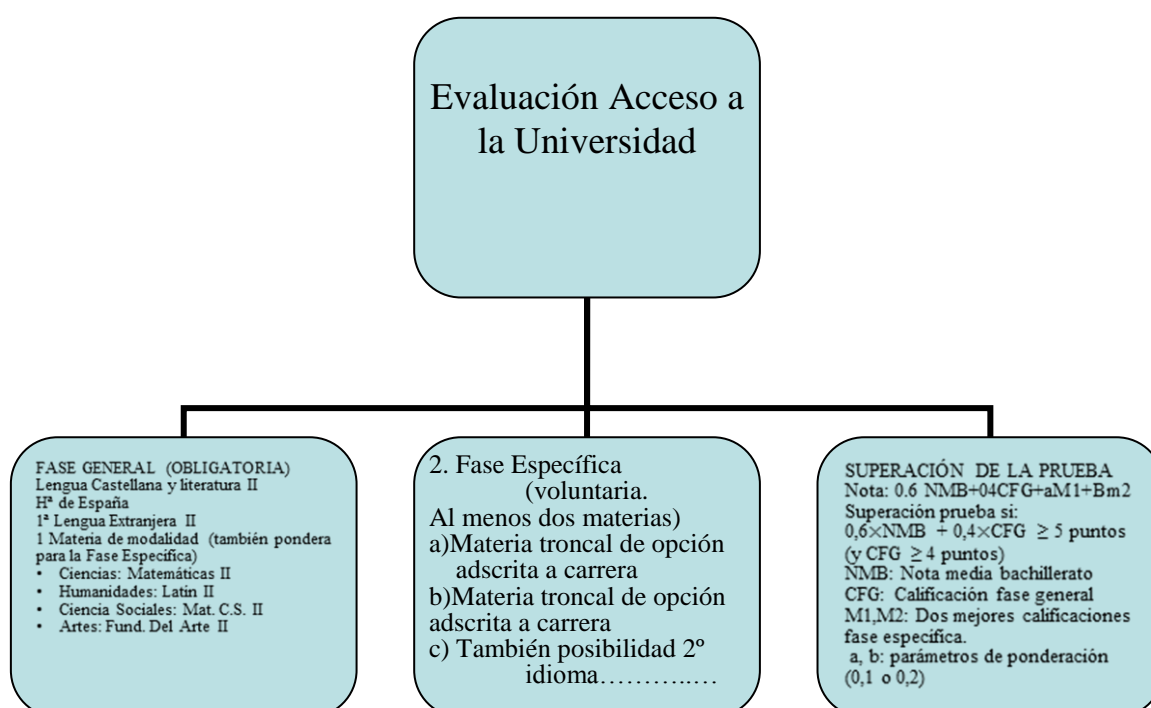 Evaluación Acceso a
la Universidad
FASE GENERAL (OBLIGATORIA)
Lengua Castellana y literatura II
Hª de España
1ª Lengua Extranjera II
1 Materia de modalidad (también pondera
para la Fase Especifica)
• Ciencias: Matemáticas II
• Humanidades: Latin II
• Ciencia Sociales: Mat. C.S. II
• Artes: Fund. Del Arte II
2. Fase Específica
(voluntaria.
Al menos dos materias)
a)Materia troncal de opción
adscrita a carrera
b)Materia troncal de opción
adscrita a carrera
c) También posibilidad 2º
idioma…………..…
SUPERACIÓN DE LA PRUEBA
Nota: 0.6 NMB+04CFG+aM1+Bm2
Superación prueba si:
0,6×NMB + 0,4×CFG ≥ 5 puntos
(y CFG ≥ 4 puntos)
NMB: Nota media bachillerato
CFG: Calificación fase general
M1,M2: Dos mejores calificaciones
fase específica.
a, b: parámetros de ponderación
(0,1 o 0,2)